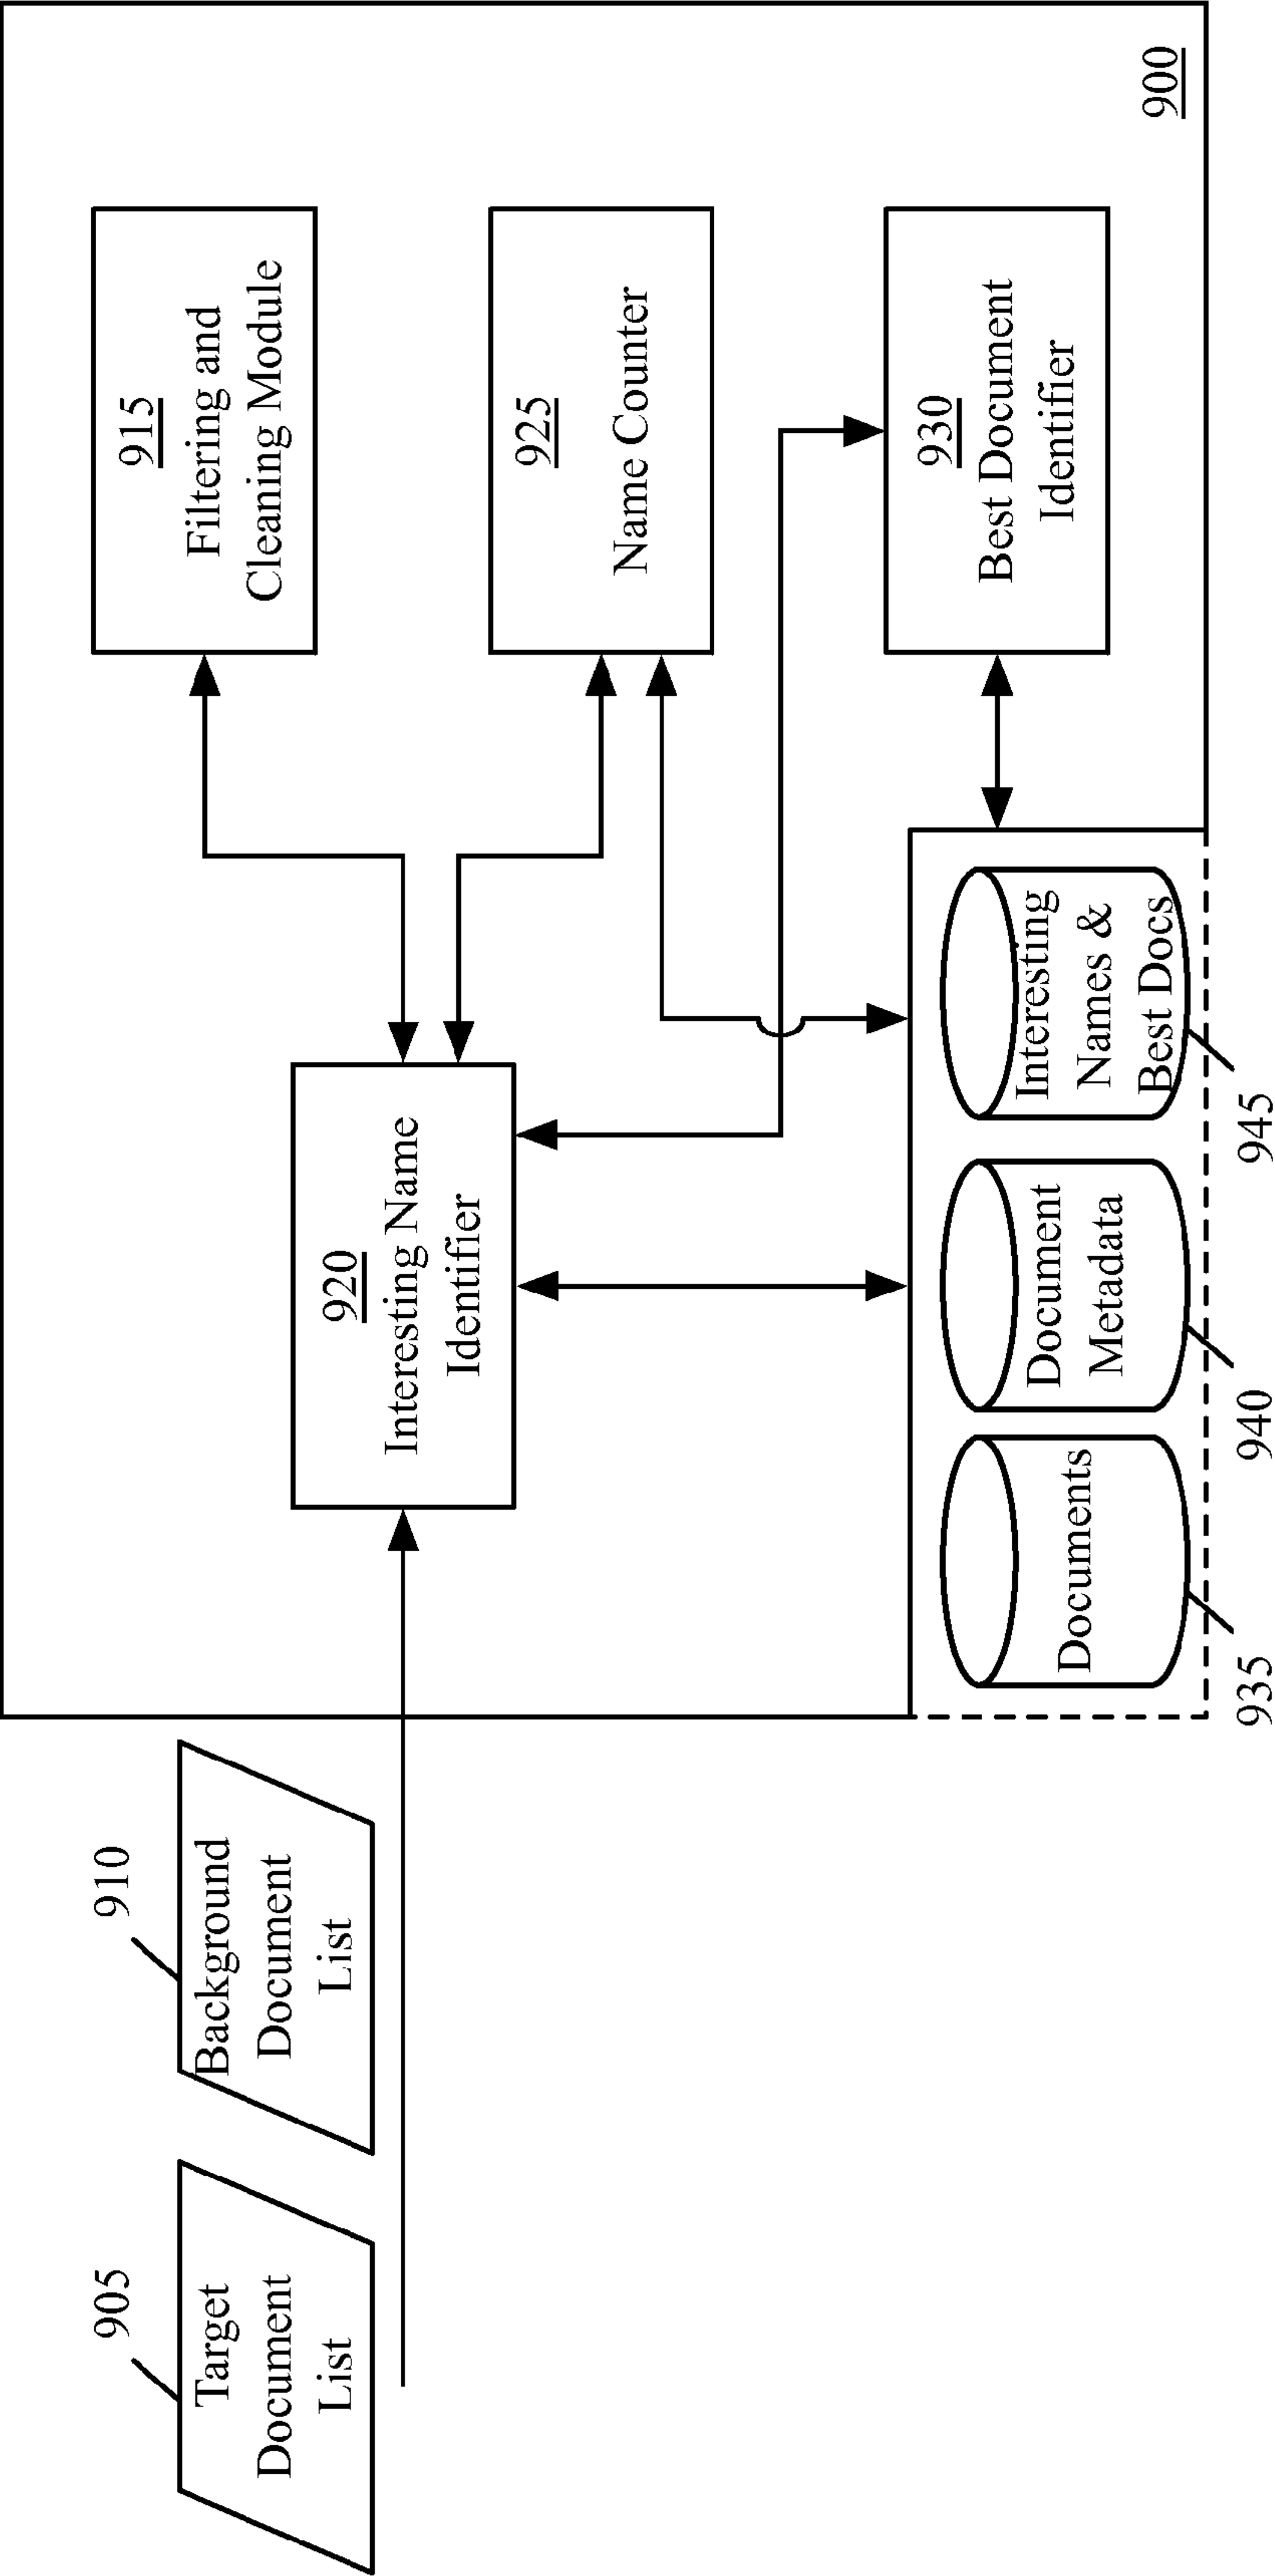 905
Target
Document
List
910
Background
Document
List
920
Interesting Name
Identifier
915
Filtering and
Cleaning Module
925
Name Counter
930
Best Document
Identifier
Documents
935
Document
Metadata
940
Interesting
Names &
Best Docs
945
900